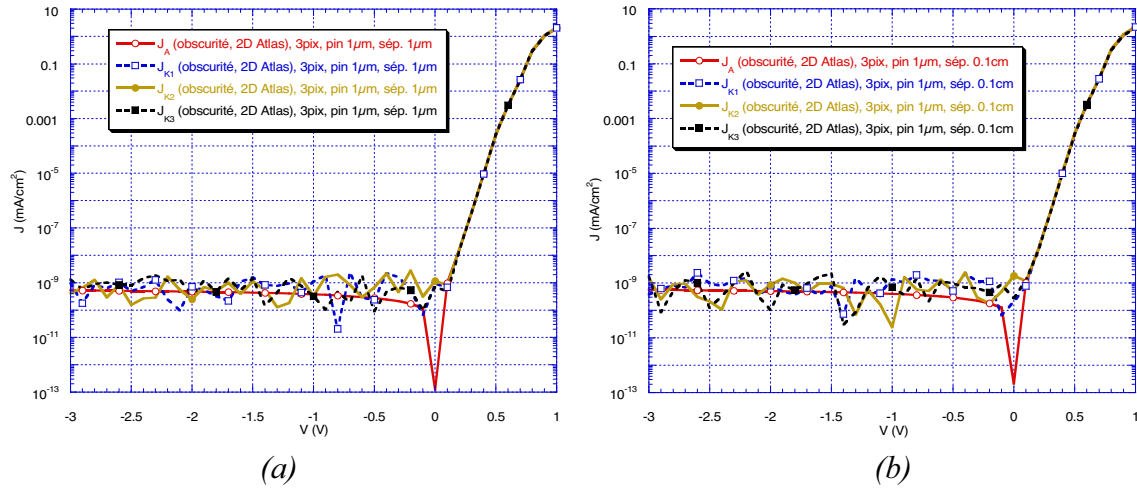 10
0.1
0.001
10-5
10-7
10-9
10-11
10-13
J (mA/cm2)
JA (obscurité, 2D Atlas), 3pix, pin 1µm, sép. 1µm
JK1 (obscurité, 2D Atlas), 3pix, pin 1µm, sép. 1µm
JK2 (obscurité, 2D Atlas), 3pix, pin 1µm, sép. 1µm
JK3 (obscurité, 2D Atlas), 3pix, pin 1µm, sép. 1µm
-3 -2.5 -2 -1.5 -1 -0.5 0 0.5 1
V (V)
(a)
10
0.1
0.001
10-5
10-7
10-9
10-11
10-13
J (mA/cm2)
JA (obscurité, 2D Atlas), 3pix, pin 1µm, sép. 0.1cm
JK1 (obscurité, 2D Atlas), 3pix, pin 1µm, sép. 0.1cm
JK2 (obscurité, 2D Atlas), 3pix, pin 1µm, sép. 0.1cm
JK3 (obscurité, 2D Atlas), 3pix, pin 1µm, sép. 0.1cm
-3 -2.5 -2 -1.5 -1 -0.5 0 0.5 1
V (V)
(b)